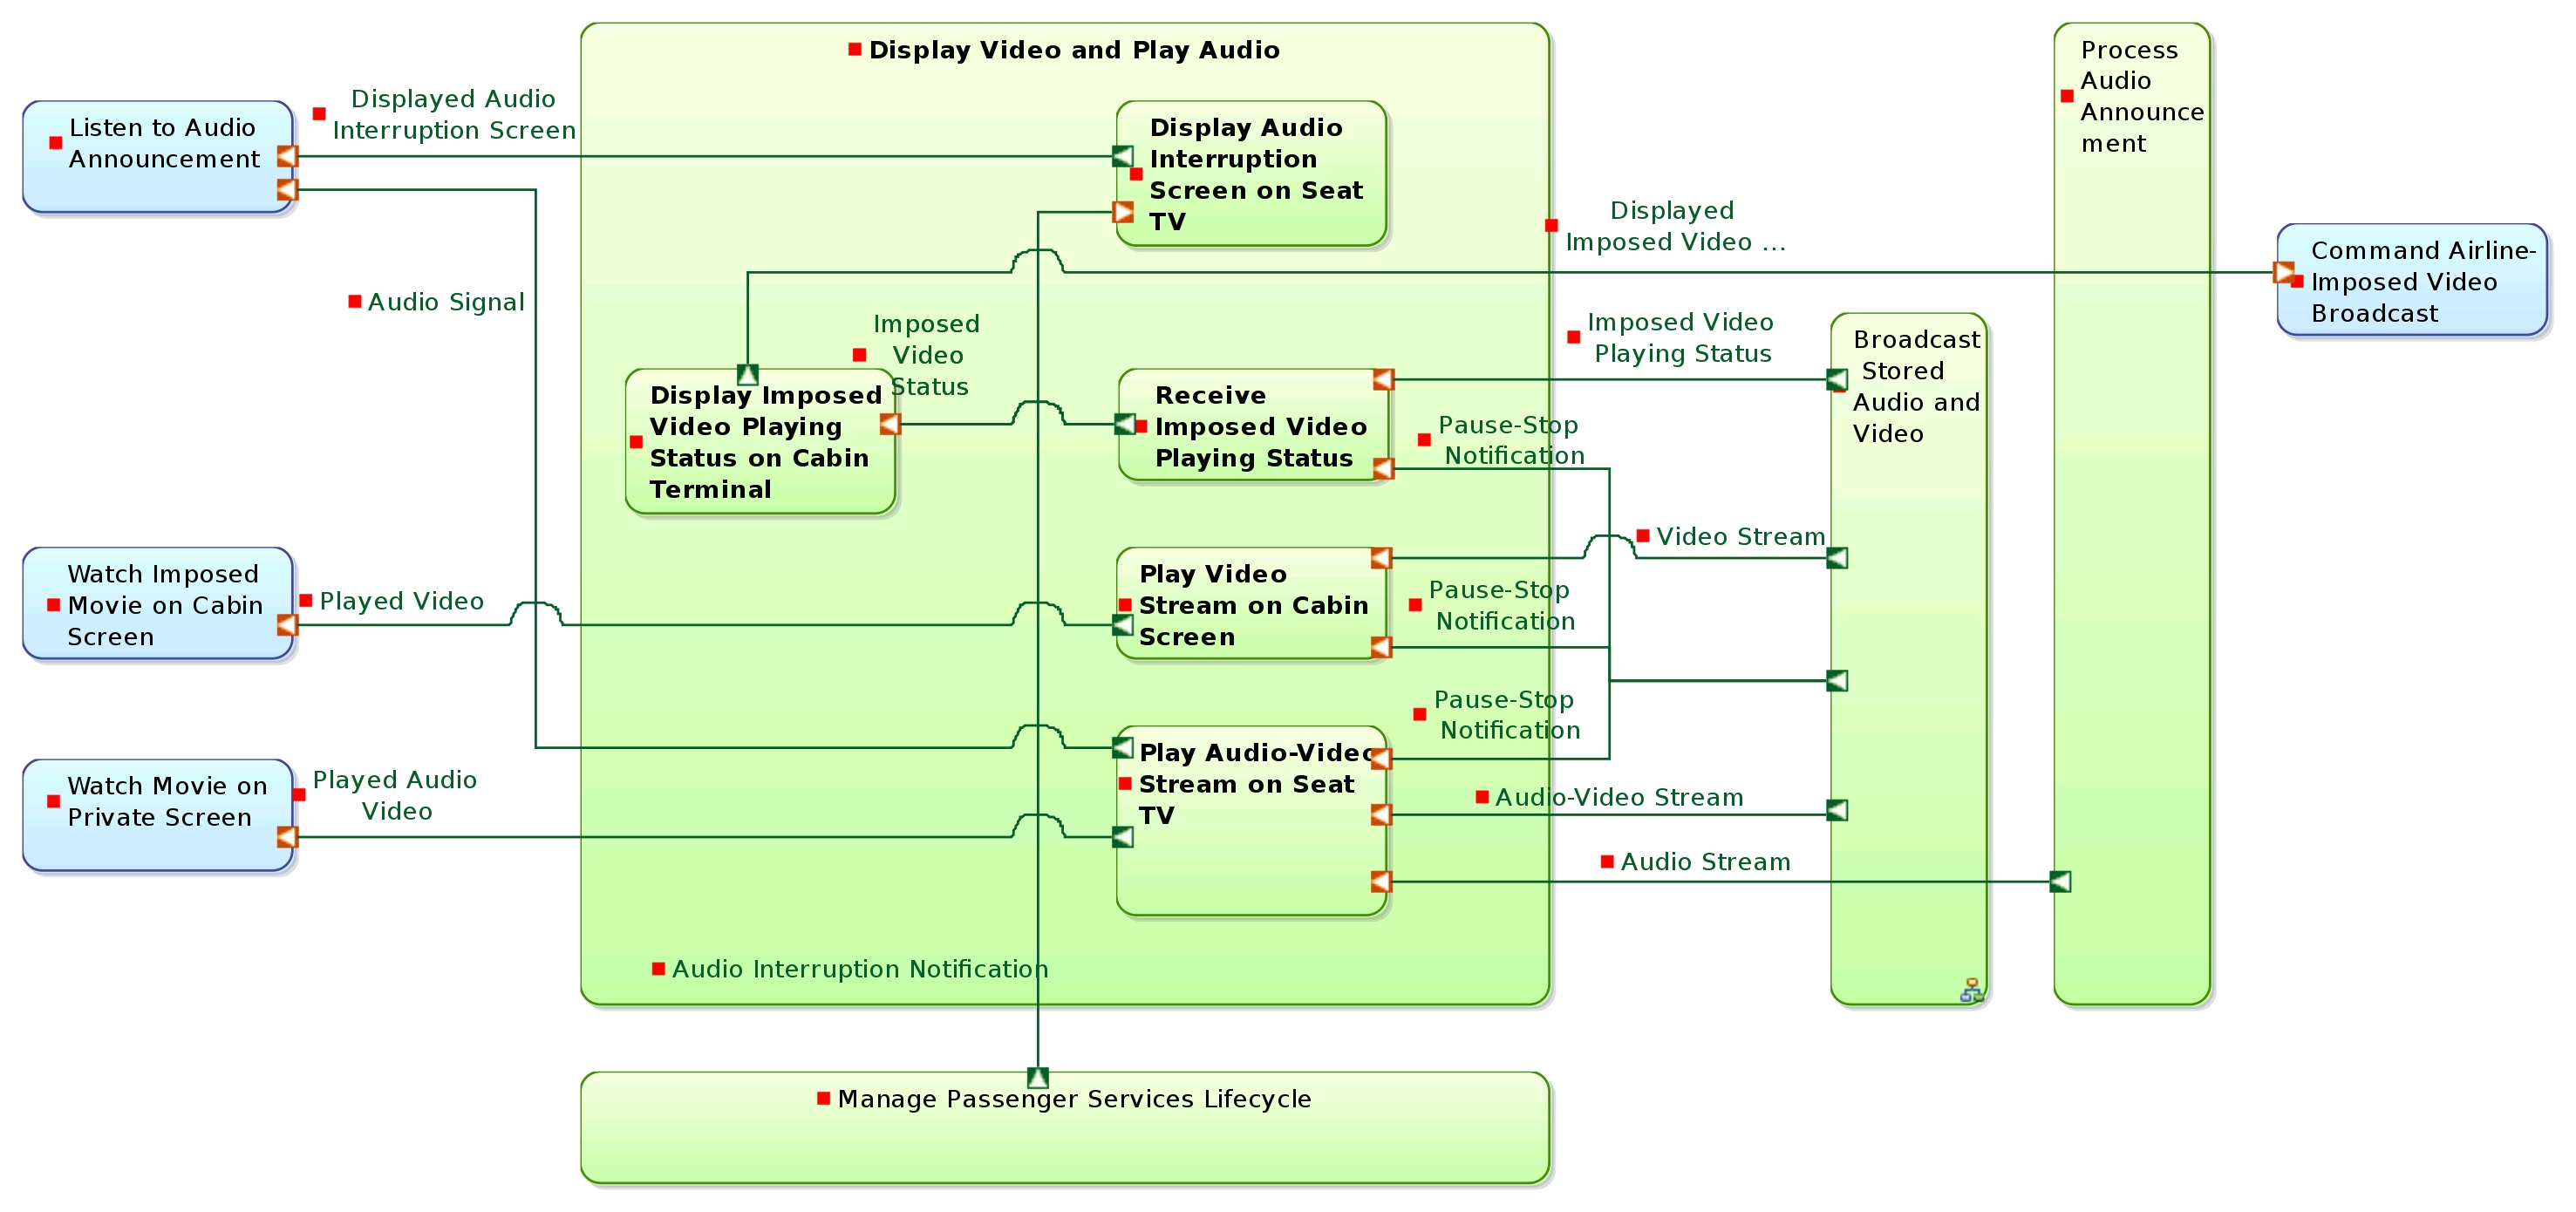 Display Video and Play Audio
Process
Audio
Announce
ment
Displayed Audio
Interruption Screen
Listen to Audio
Announcement
Display Audio
Interruption
Screen on Seat
TV
Displayed
Imposed Video ...
Command Airline-
Imposed Video
Broadcast
Audio Signal
Imposed
Video
Status
Imposed Video
Playing Status
Broadcast
Stored
Audio and
Video
Display Imposed
Video Playing
Status on Cabin
Terminal
Receive
Imposed Video
Playing Status
Pause-Stop
Notification
Video Stream
Watch Imposed
Movie on Cabin
Screen
Played Video
Play Video
Stream on Cabin
Screen
Pause-Stop
Notification
Pause-Stop
Notification
Watch Movie on
Private Screen
Played Audio
Video
Play Audio-Video
Stream on Seat
TV
Audio-Video Stream
Audio Stream
Audio Interruption Notification
Manage Passenger Services Lifecycle